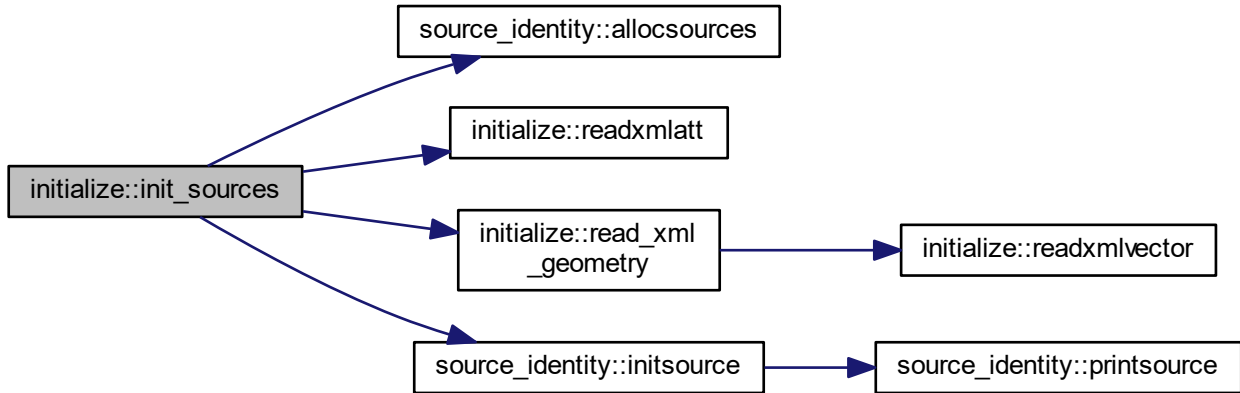 source_identity::allocsources
initialize::readxmlatt
initialize::init_sources
initialize::read_xml
_geometry
initialize::readxmlvector
source_identity::initsource
source_identity::printsource